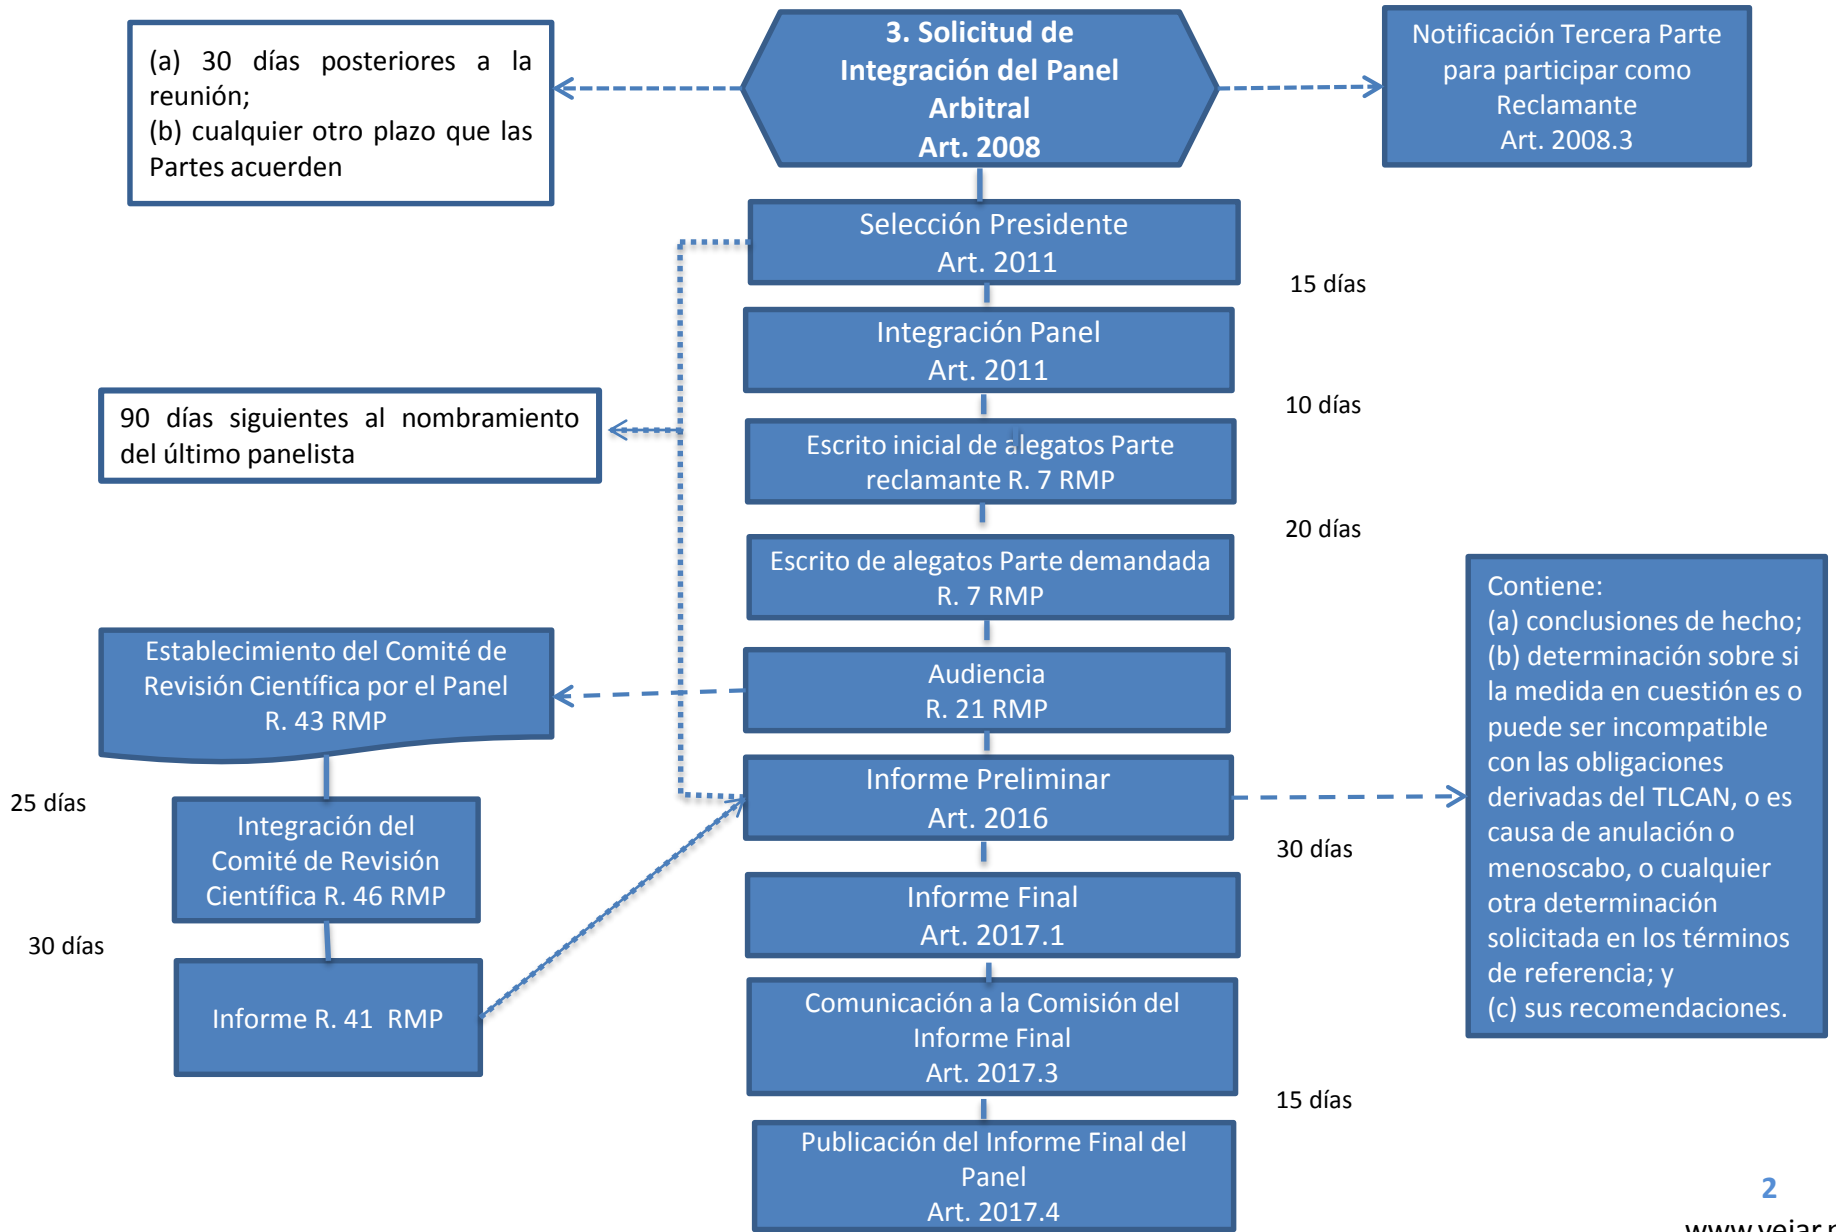 (a) 30 días posteriores a la
reunión;
(b) cualquier otro plazo que las
Partes acuerden
3. Solicitud de
Integración del Panel
Arbitral
Art. 2008
Notificación Tercera Parte
para participar como
Reclamante
Art. 2008.3
Selección Presidente
Art. 2011
15 días
Integración Panel
Art. 2011
10 días
90 días siguientes al nombramiento
del último panelista
Escrito inicial de alegatos Parte
reclamante R. 7 RMP
20 días
Escrito de alegatos Parte demandada
R. 7 RMP
Establecimiento del Comité de
Revisión Científica por el Panel
R. 43 RMP
Audiencia
R. 21 RMP
Contiene:
(a) conclusiones de hecho;
(b) determinación sobre si
la medida en cuestión es o
puede ser incompatible
con las obligaciones
derivadas del TLCAN, o es
causa de anulación o
menoscabo, o cualquier
otra determinación
solicitada en los términos
de referencia; y
(c) sus recomendaciones.
25 días
Integración del
Comité de Revisión
Científica R. 46 RMP
Informe Preliminar
Art. 2016
30 días
30 días
Informe R. 41 RMP
Informe Final
Art. 2017.1
Comunicación a la Comisión del
Informe Final
Art. 2017.3
15 días
Publicación del Informe Final del
Panel
Art. 2017.4
2